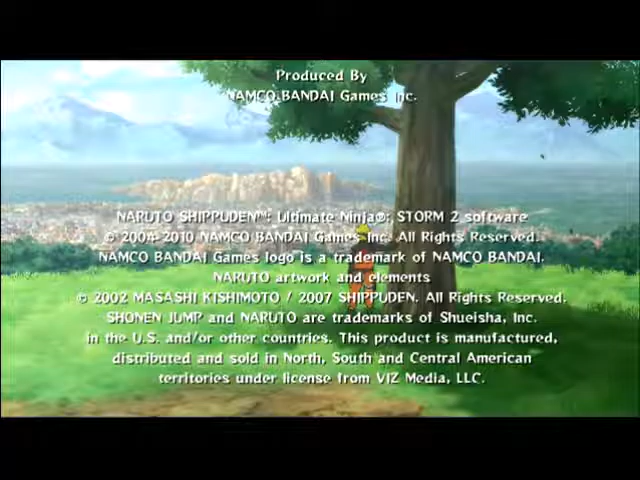 Produced By
NAMCO BANDAI Games Inc.
NARUTO SHIPPUDEN™: Ultimate Ninja®: STORM 2 software
© 2004-2010 NAMCO BANDAI Games Inc. All Rights Reserved.
NAMCO BANDAI Games logo is a trademark of NAMCO BANDAI.
NARUTO artwork and elements
© 2002 MASASHI KISHIMOTO / 2007 SHIPPUDEN. All Rights Reserved.
SHONEN JUMP and NARUTO are trademarks of Shueisha, Inc.
in the U.S. and/or other countries. This product is manufactured,
distributed and sold in North, South and Central American
territories under license from VIZ Media, LLC.